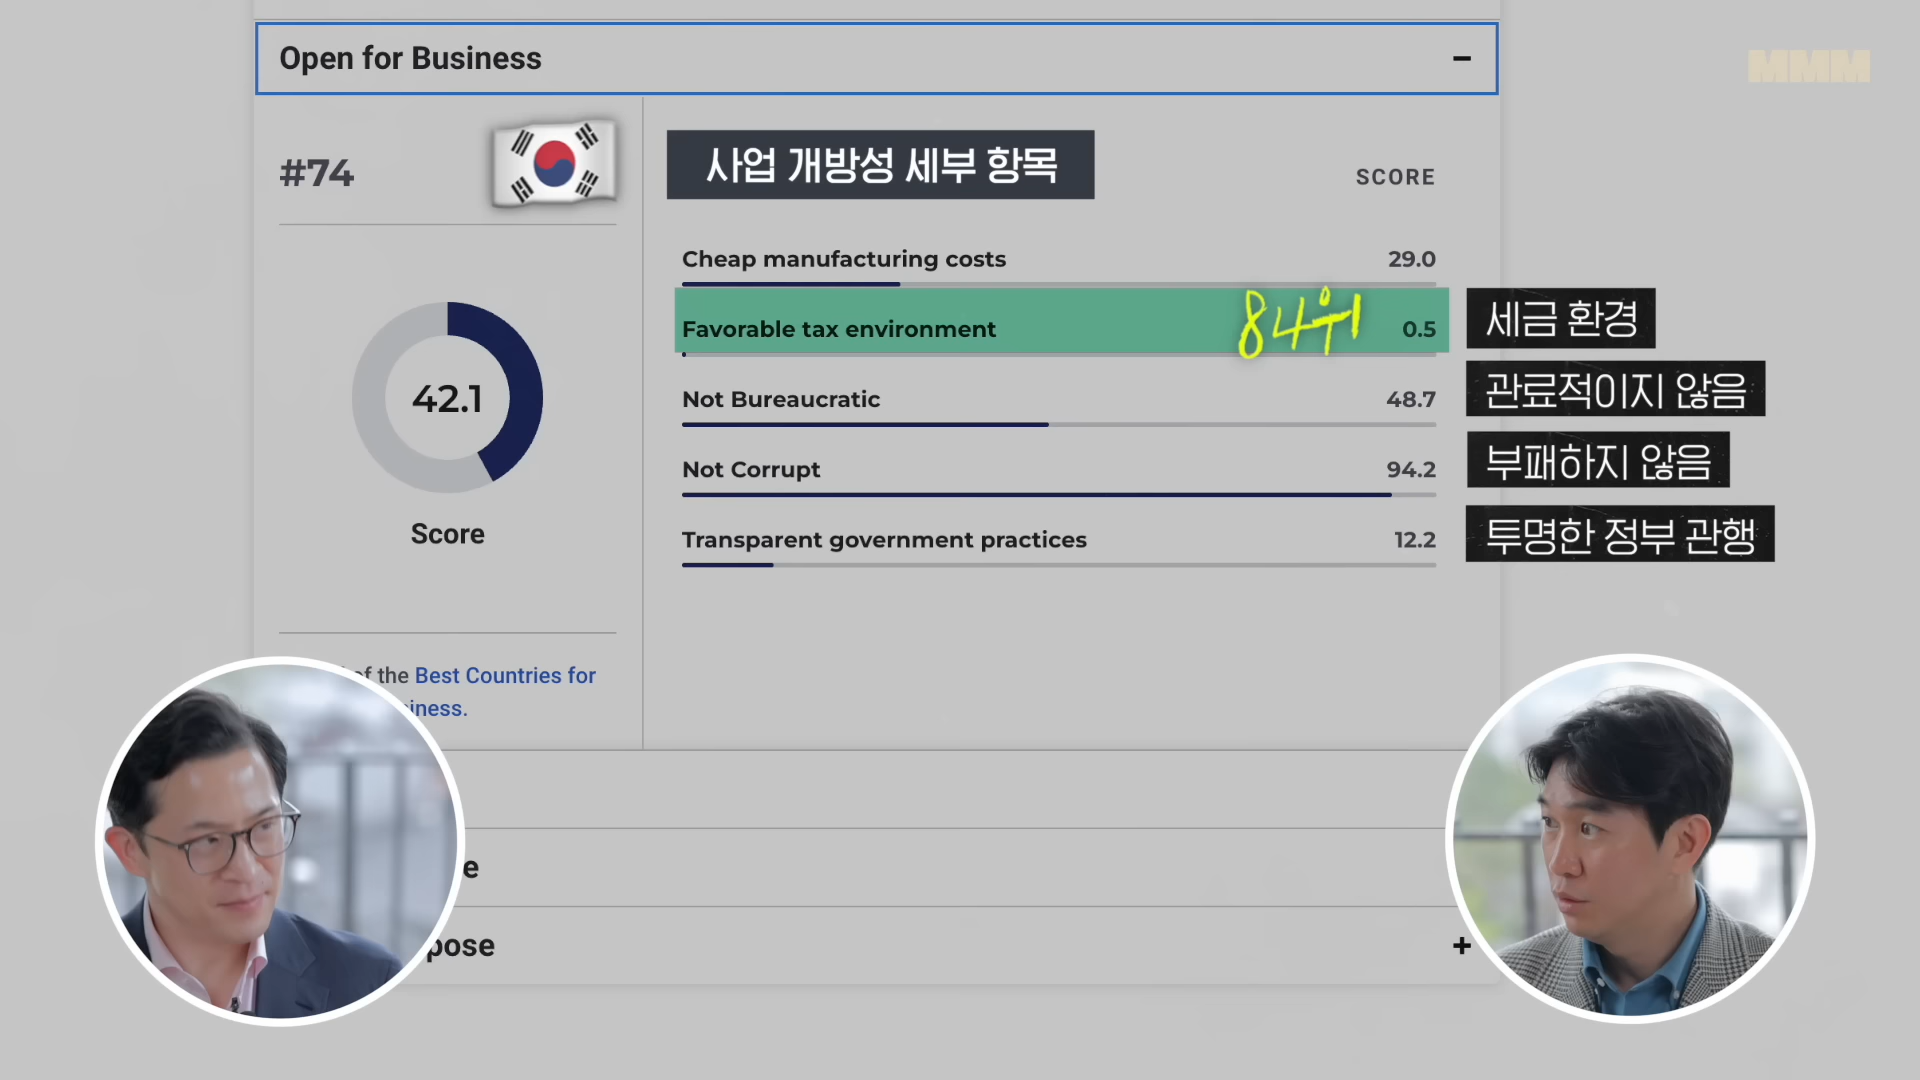 Open for Business
MMM
#74
사업 개방성 세부 항목
SCORE
Cheap manufacturing costs 29.0
Favorable tax environment 84위 0.5 세금 환경
Not Bureaucratic 48.7 관료적이지 않음
Not Corrupt 94.2 부패하지 않음
Transparent government practices 12.2 투명한 정부 관행
42.1
Score
of the Best Countries for